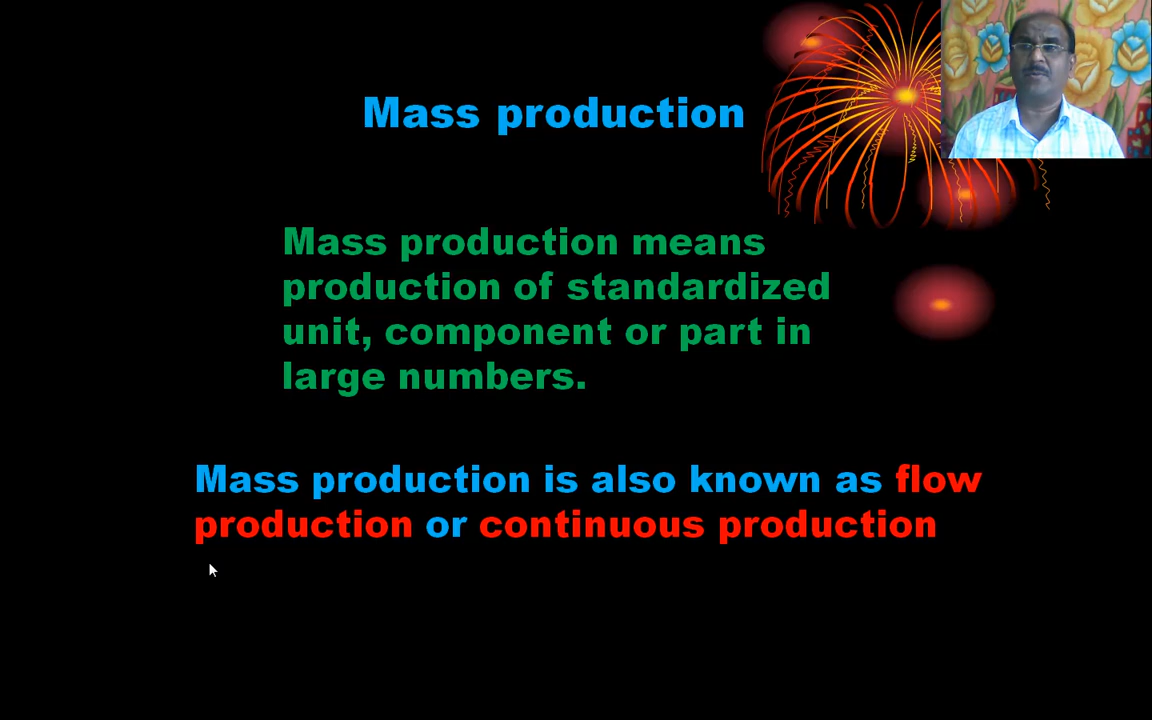 Mass production
Mass production means
production of standardized
unit, component or part in
large numbers.
Mass production is also known as flow
production or continuous production